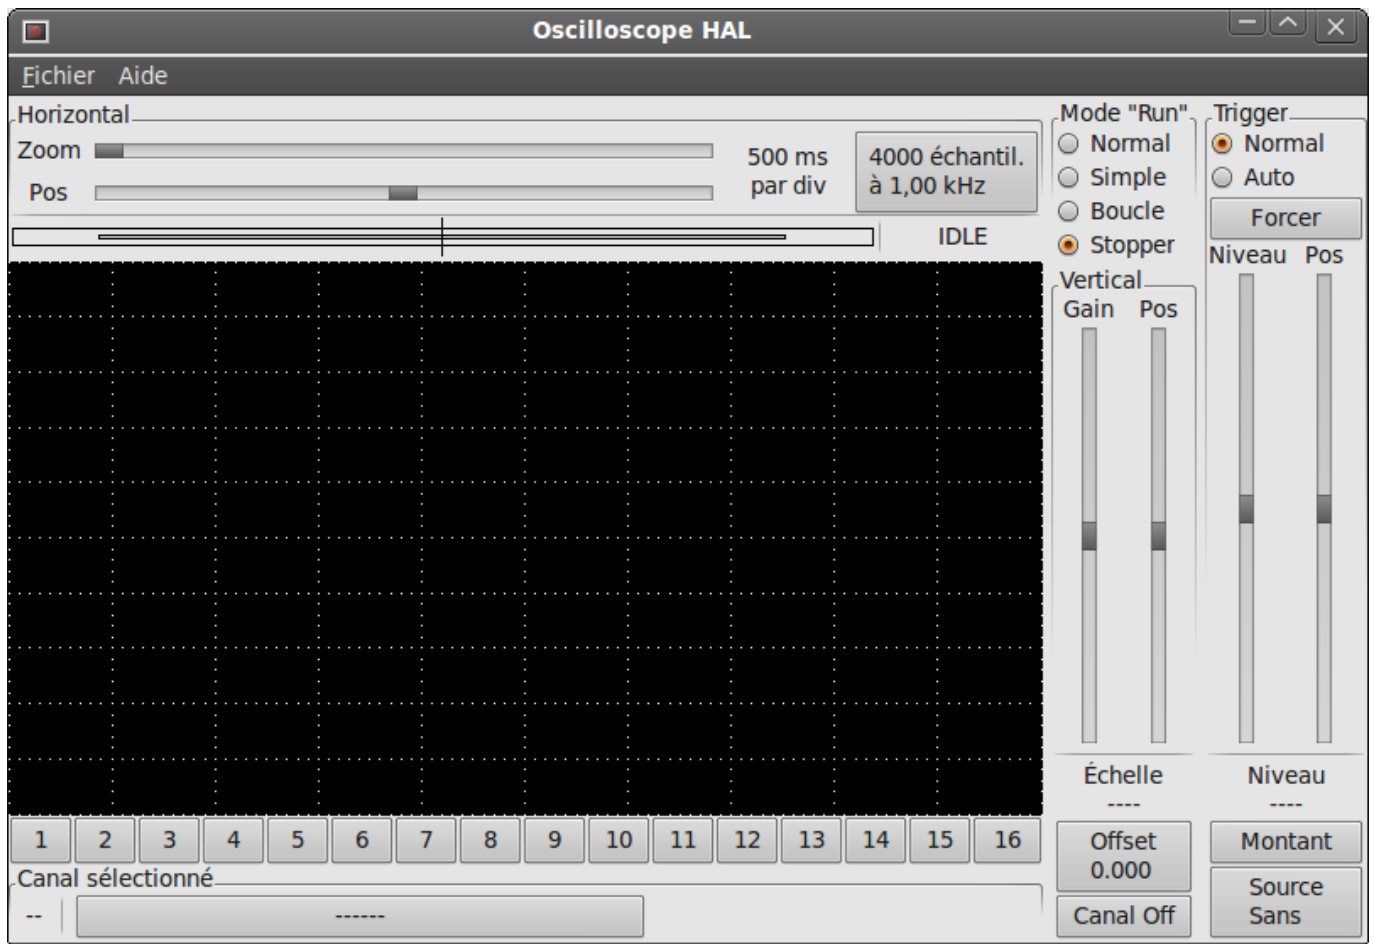 Oscilloscope HAL
Fichier Aide
Horizontal
Zoom
Pos
500 ms
par div
4000 échantil.
à 1,00 kHz
IDLE
Mode "Run"
Normal
Simple
Boucle
Stopper
Trigger
Normal
Auto
Forcer
Niveau Pos
Vertical
Gain Pos
Échelle
----
Offset
0.000
Canal Off
Niveau
----
Montant
Source
Sans
1 2 3 4 5 6 7 8 9 10 11 12 13 14 15 16
Canal sélectionné
-- ------